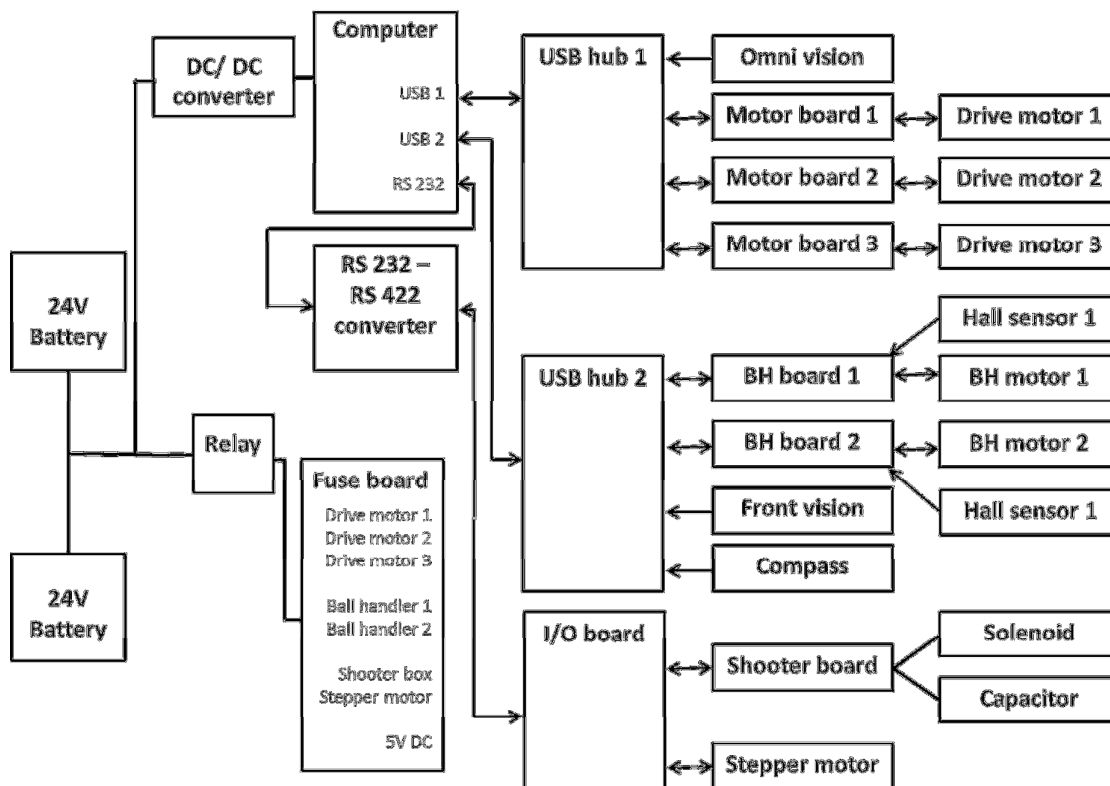 Computer
USB 1
USB 2
RS 232
DC/ DC
converter
USB hub 1
Omni vision
Motor board 1
Drive motor 1
Motor board 2
Drive motor 2
Motor board 3
Drive motor 3
RS 232 –
RS 422
converter
24V
Battery
24V
Battery
Relay
Fuse board
Drive motor 1
Drive motor 2
Drive motor 3
Ball handler 1
Ball handler 2
Shooter box
Stepper motor
5V DC
USB hub 2
Hall sensor 1
BH board 1
BH motor 1
BH board 2
BH motor 2
Front vision
Hall sensor 1
Compass
I/O board
Shooter board
Solenoid
Capacitor
Stepper motor